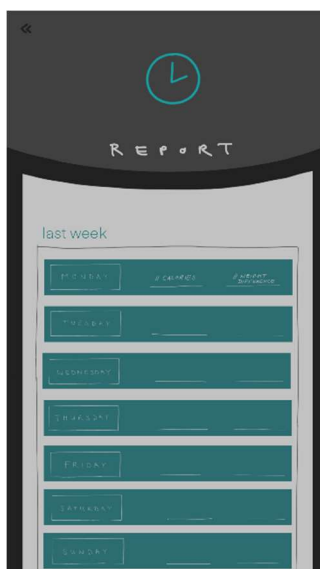 REPORT
last week
MONDAY # CALORIES # WEIGHT DIFFERENCE
TUESDAY
WEDNESDAY
THURSDAY
FRIDAY
SATURDAY
SUNDAY